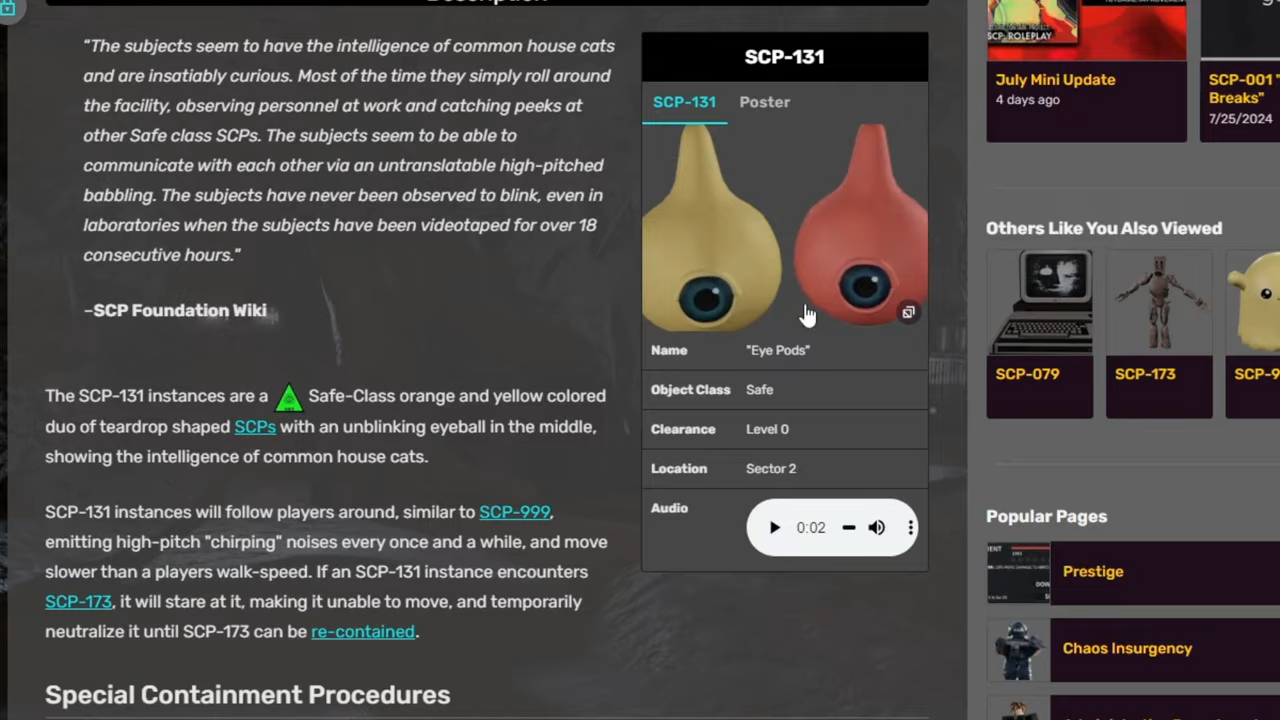 "The subjects seem to have the intelligence of common house cats
and are insatiably curious. Most of the time they simply roll around
the facility, observing personnel at work and catching peeks at
other Safe class SCPs. The subjects seem to be able to
communicate with each other via an untranslatable high-pitched
babbling. The subjects have never been observed to blink, even in
laboratories when the subjects have been videotaped for over 18
consecutive hours."
–SCP Foundation Wiki
The SCP-131 instances are a Safe-Class orange and yellow colored
duo of teardrop shaped SCPs with an unblinking eyeball in the middle,
showing the intelligence of common house cats.
SCP-131 instances will follow players around, similar to SCP-999,
emitting high-pitch "chirping" noises every once and a while, and move
slower than a players walk-speed. If an SCP-131 instance encounters
SCP-173, it will stare at it, making it unable to move, and temporarily
neutralize it until SCP-173 can be re-contained.
Special Containment Procedures
SCP-131
SCP-131 Poster
Name "Eye Pods"
Object Class Safe
Clearance Level 0
Location Sector 2
Audio 0:02
SCP: ROLEPLAY
July Mini Update
4 days ago
SCP-001 "
Breaks"
7/25/2024
Others Like You Also Viewed
SCP-079
SCP-173
SCP-9
Popular Pages
Prestige
Chaos Insurgency